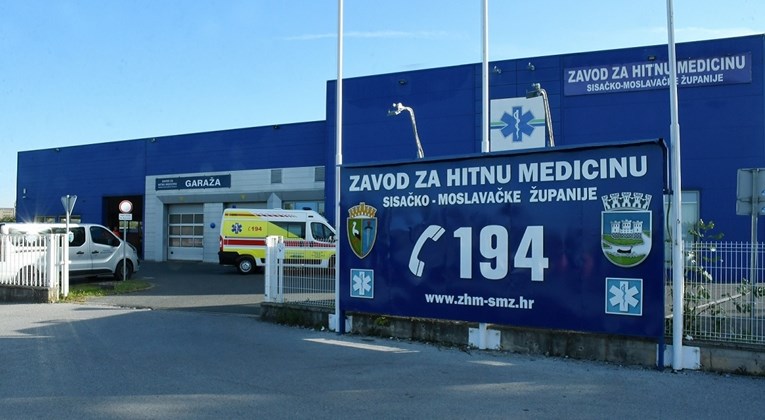 ZAVOD ZA HITNU MEDICINU
SISAČKO-MOSLAVAČKE ŽUPANIJE
GARAŽA
194
ZAVOD ZA HITNU MEDICINU
SISAČKO - MOSLAVAČKE ŽUPANIJE
194
www.zhm-smz.hr